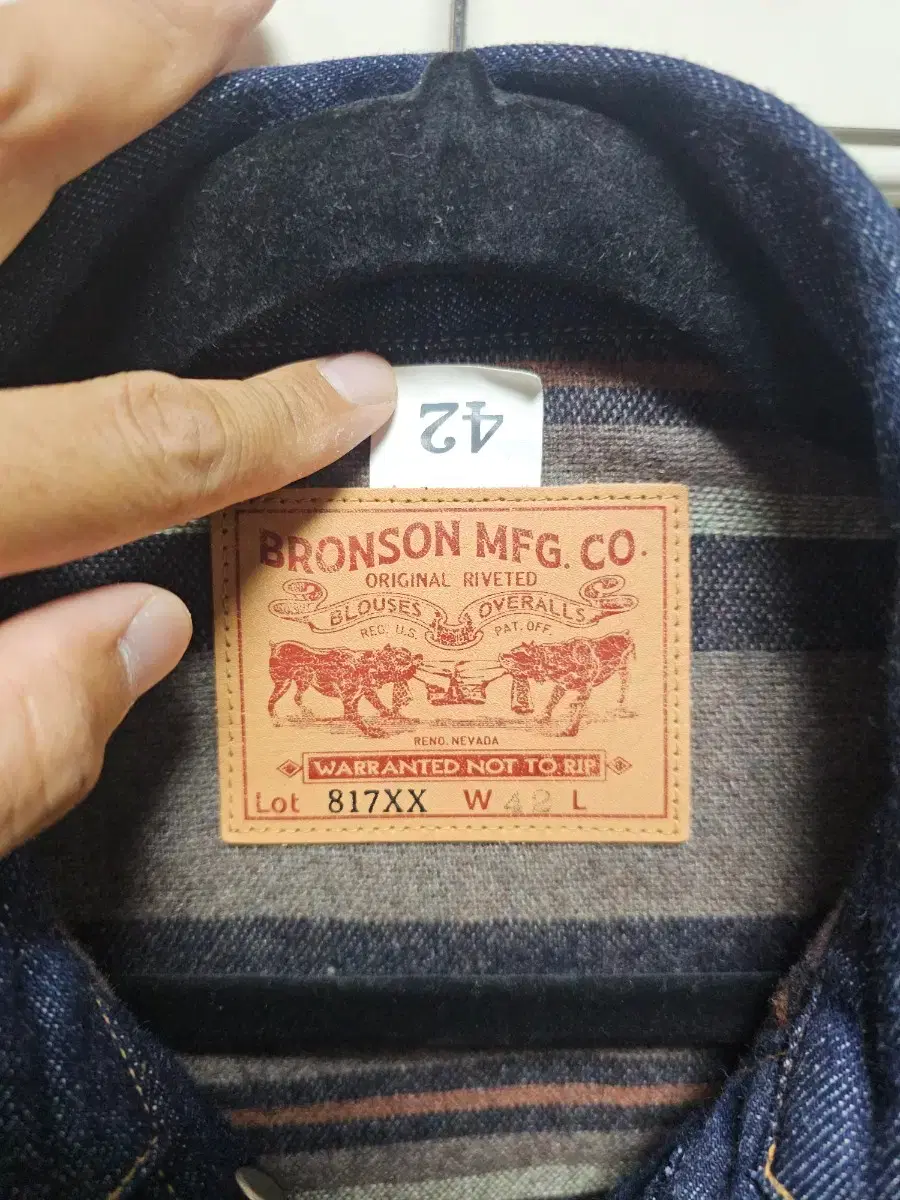 42
BRONSON MFG. CO.
ORIGINAL RIVETED
BLOUSES OVERALLS
REG. U.S. PAT. OFF.
RENO, NEVADA
WARRANTED NOT TO RIP
Lot 817XX W 42 L